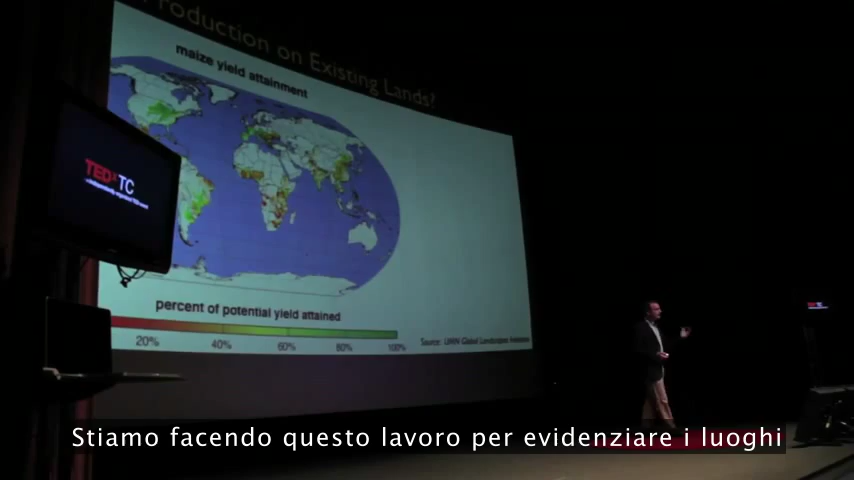 Production on Existing Lands?
maize yield attainment
TEDxTC
percent of potential yield attained
20% 40% 60% 80% 100%
Source: UMN Global Landscapes Initiative
Stiamo facendo questo lavoro per evidenziare i luoghi